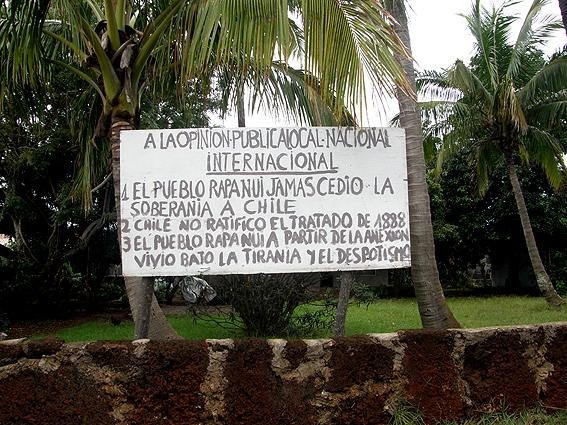 A LA OPINION PUBLICA LOCAL-NACIONAL
INTERNACIONAL
1 EL PUEBLO RAPANUI JAMAS CEDIO LA
SOBERANIA A CHILE
2 CHILE NO RATIFICO EL TRATADO DE 1888
3 EL PUEBLO RAPANUI A PARTIR DE LA ANEXION
VIVIO BATO LA TIRANIA Y EL DESPOTISMO